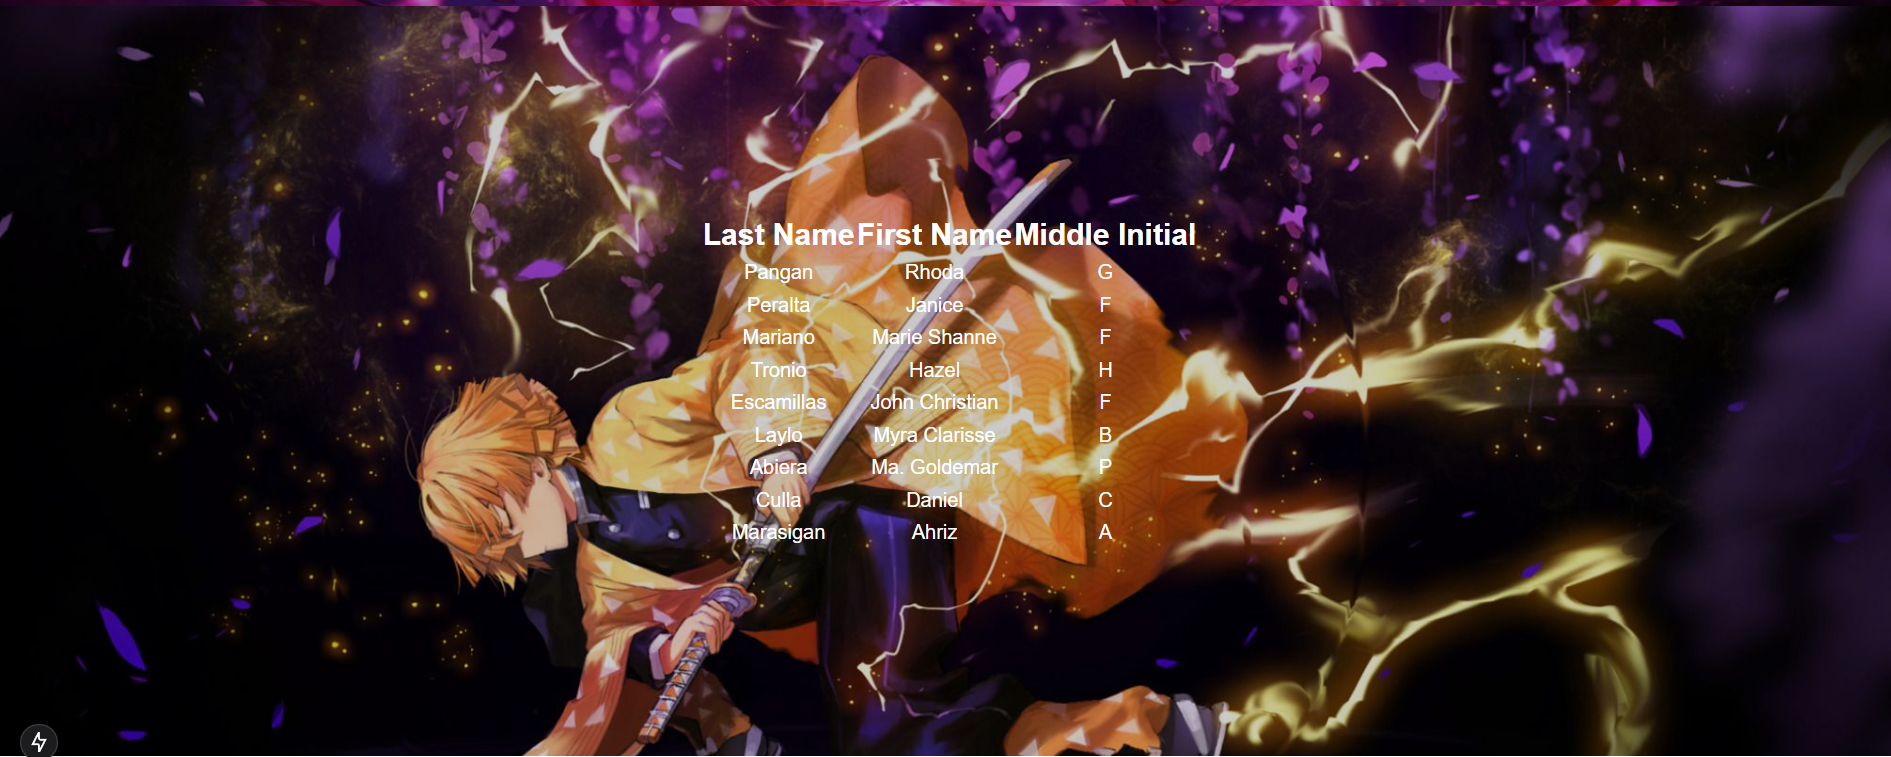 Last Name First Name Middle Initial
Pangan Rhoda G
Peralta Janice F
Mariano Marie Shanne F
Tronio Hazel H
Escamillas John Christian F
Laylo Myra Clarisse B
Abiera Ma. Goldemar P
Culla Daniel C
Marasigan Ahriz A